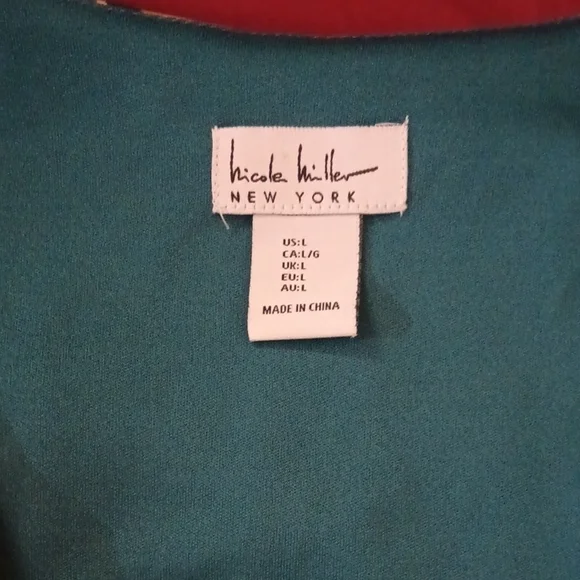 Nicole Miller
NEW YORK
US:L
CA:L/G
UK:L
EU:L
AU:L
MADE IN CHINA